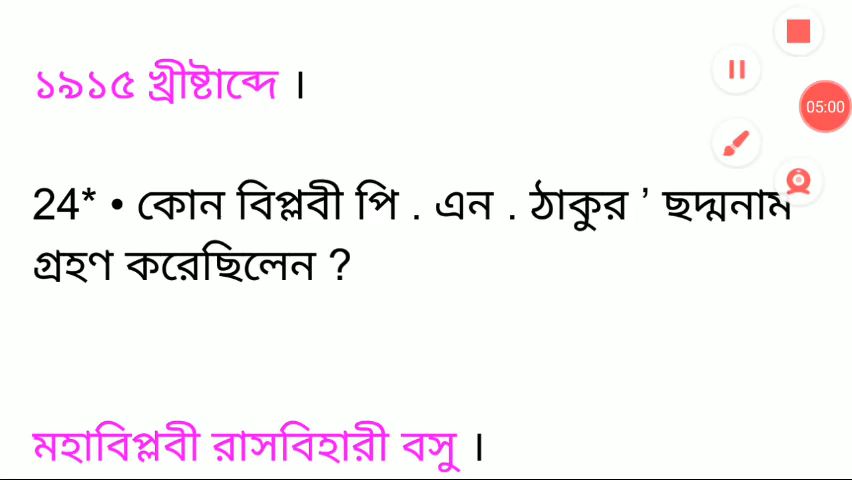 ১৯১৫ খ্রীষ্টাব্দে ।
24* • কোন বিপ্লবী পি . এন . ঠাকুর ’ ছদ্মনাম
গ্রহণ করেছিলেন ?
মহাবিপ্লবী রাসবিহারী বসু ।
05:00